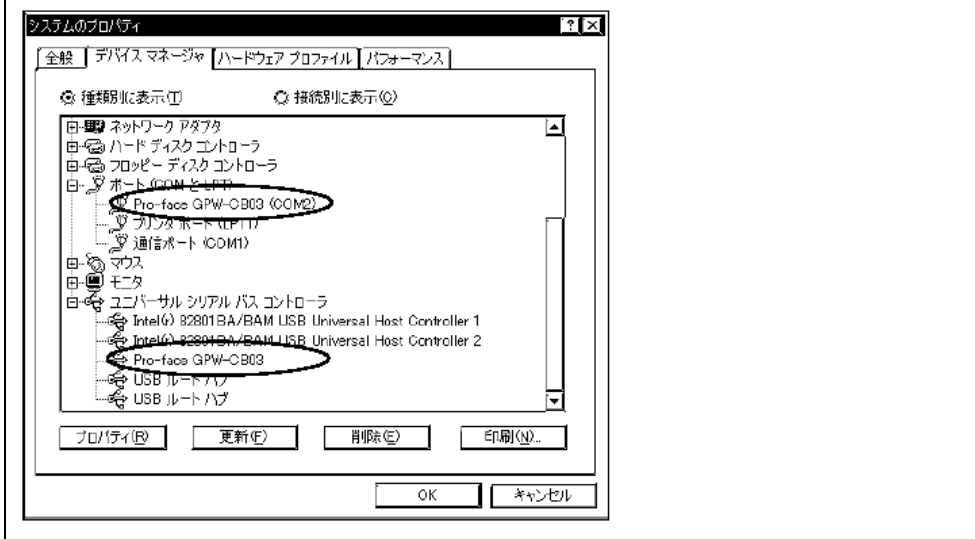 システムのプロパティ
全般 デバイス マネージャ ハードウェア プロファイル パフォーマンス
種類別に表示(T) 接続別に表示(C)
ネットワーク アダプタ
ハード ディスク コントローラ
フロッピー ディスク コントローラ
ポート (COM と LPT)
Pro-face GPW-CB03 (COM2)
プリンタ ポート (LPT1)
通信ポート (COM1)
マウス
モニタ
ユニバーサル シリアル バス コントローラ
Intel(r) 82801BA/BAM USB Universal Host Controller 1
Intel(r) 82801BA/BAM USB Universal Host Controller 2
Pro-face GPW-CB03
USB ルート ハブ
USB ルート ハブ
プロパティ(R) 更新(F) 削除(E) 印刷(N)...
OK キャンセル